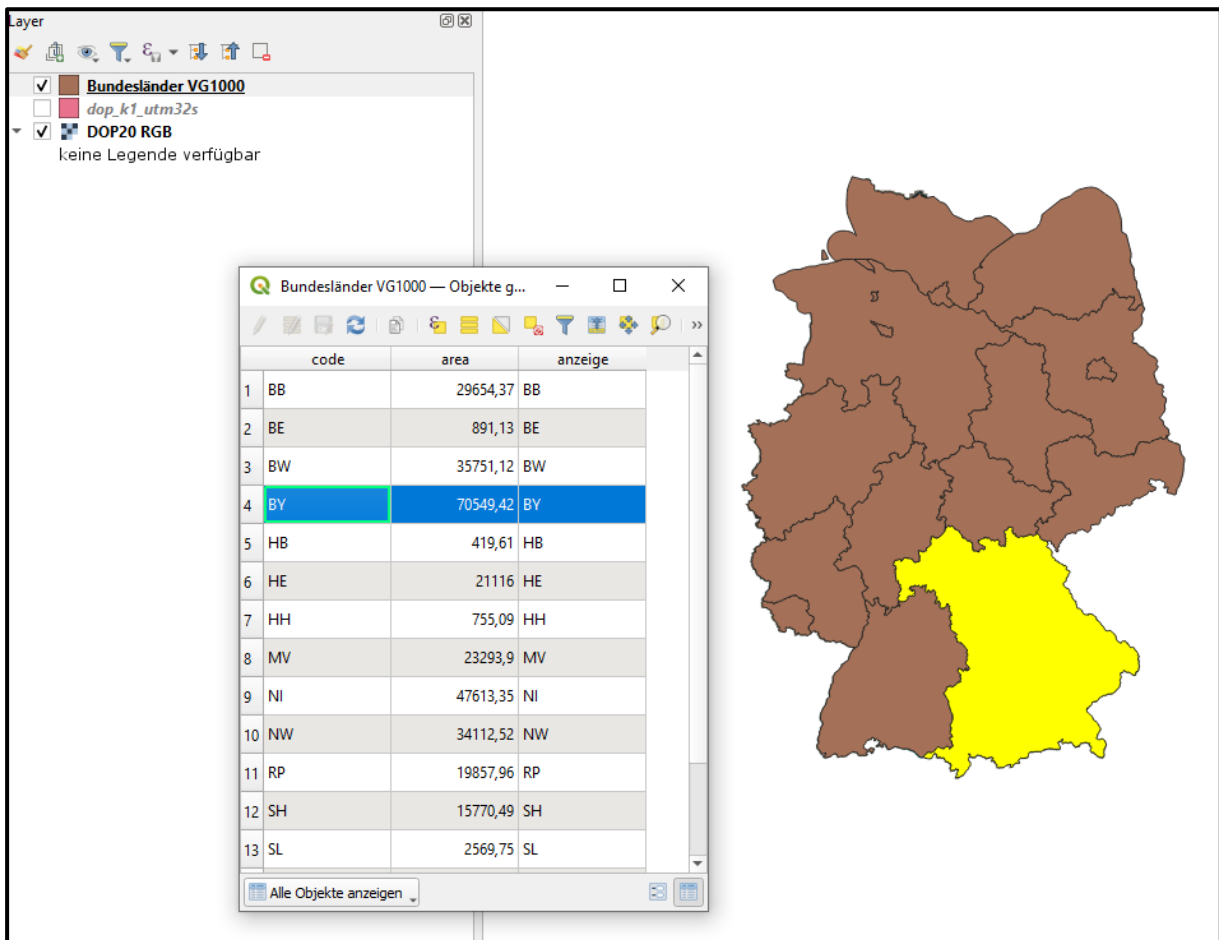 Layer
Bundesländer VG1000
dop_k1_utm32s
DOP20 RGB
keine Legende verfügbar
Bundesländer VG1000 — Objekte g...
code area anzeige
1 BB 29654,37 BB
2 BE 891,13 BE
3 BW 35751,12 BW
4 BY 70549,42 BY
5 HB 419,61 HB
6 HE 21116 HE
7 HH 755,09 HH
8 MV 23293,9 MV
9 NI 47613,35 NI
10 NW 34112,52 NW
11 RP 19857,96 RP
12 SH 15770,49 SH
13 SL 2569,75 SL
Alle Objekte anzeigen